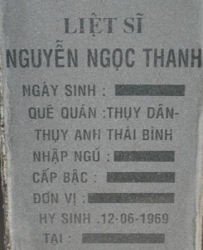 LIỆT SĨ
NGUYỄN NGỌC THANH
NGÀY SINH :
QUÊ QUÁN : THỤY DÂN-
THỤY ANH THÁI BÌNH
NHẬP NGŨ :
CẤP BẬC :
ĐƠN VỊ :
HY SINH , 12-06-1969
TẠI :